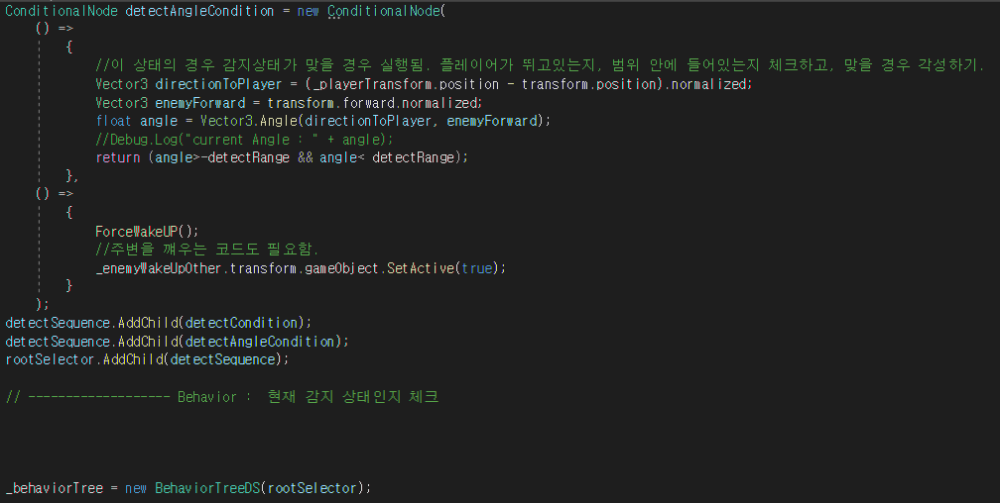 ConditionalNode detectAngleCondition = new ConditionalNode(
() =>
{
//이 상태의 경우 감지상태가 맞을 경우 실행됨. 플레이어가 뛰고있는지, 범위 안에 들어있는지 체크하고, 맞을 경우 각성하기.
Vector3 directionToPlayer = (_playerTransform.position - transform.position).normalized;
Vector3 enemyForward = transform.forward.normalized;
float angle = Vector3.Angle(directionToPlayer, enemyForward);
//Debug.Log("current Angle : " + angle);
return (angle>-detectRange && angle< detectRange);
},
() =>
{
ForceWakeUP();
//주변을 꺠우는 코드도 필요함.
_enemyWakeUpOther.transform.gameObject.SetActive(true);
}
);
detectSequence.AddChild(detectCondition);
detectSequence.AddChild(detectAngleCondition);
rootSelector.AddChild(detectSequence);
// ------------------- Behavior : 현재 감지 상태인지 체크
_behaviorTree = new BehaviorTreeDS(rootSelector);